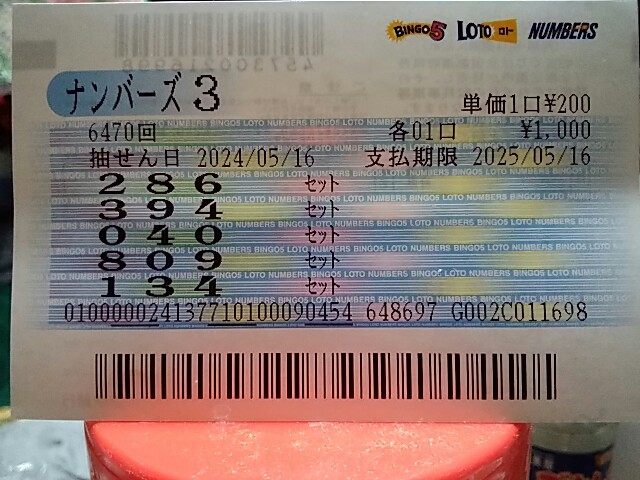 BINGO5 LOTO ロト NUMBERS
ナンバーズ3
単価1口¥200
6470回 各01口 ¥1,000
抽せん日 2024/05/16 支払期限 2025/05/16
2 8 6 セット
3 9 4 セット
0 4 0 セット
8 0 9 セット
1 3 4 セット
010000024137710100090454 648697 G002C011698